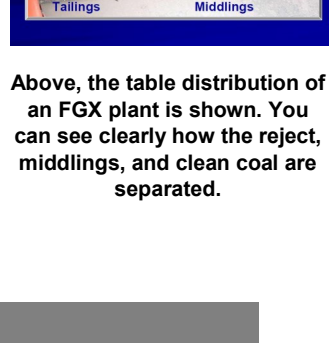 Tailings Middlings
Above, the table distribution of
an FGX plant is shown. You
can see clearly how the reject,
middlings, and clean coal are
separated.